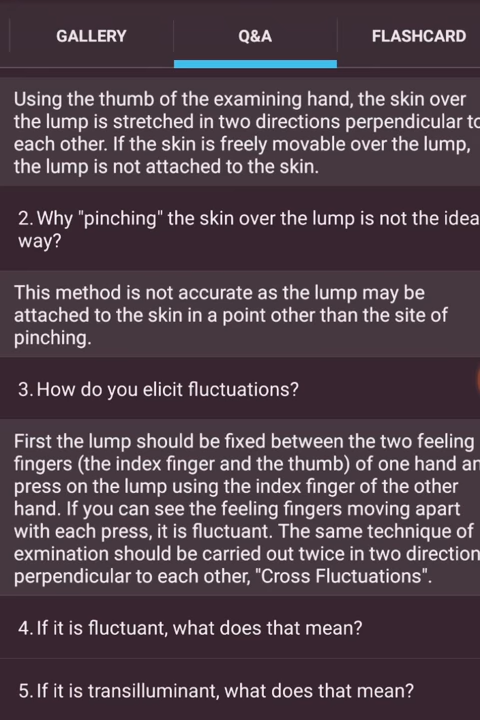 GALLERY Q&A FLASHCARD
Using the thumb of the examining hand, the skin over
the lump is stretched in two directions perpendicular to
each other. If the skin is freely movable over the lump,
the lump is not attached to the skin.
2. Why "pinching" the skin over the lump is not the idea
way?
This method is not accurate as the lump may be
attached to the skin in a point other than the site of
pinching.
3. How do you elicit fluctuations?
First the lump should be fixed between the two feeling
fingers (the index finger and the thumb) of one hand an
press on the lump using the index finger of the other
hand. If you can see the feeling fingers moving apart
with each press, it is fluctuant. The same technique of
exmination should be carried out twice in two direction
perpendicular to each other, "Cross Fluctuations".
4. If it is fluctuant, what does that mean?
5. If it is transilluminant, what does that mean?